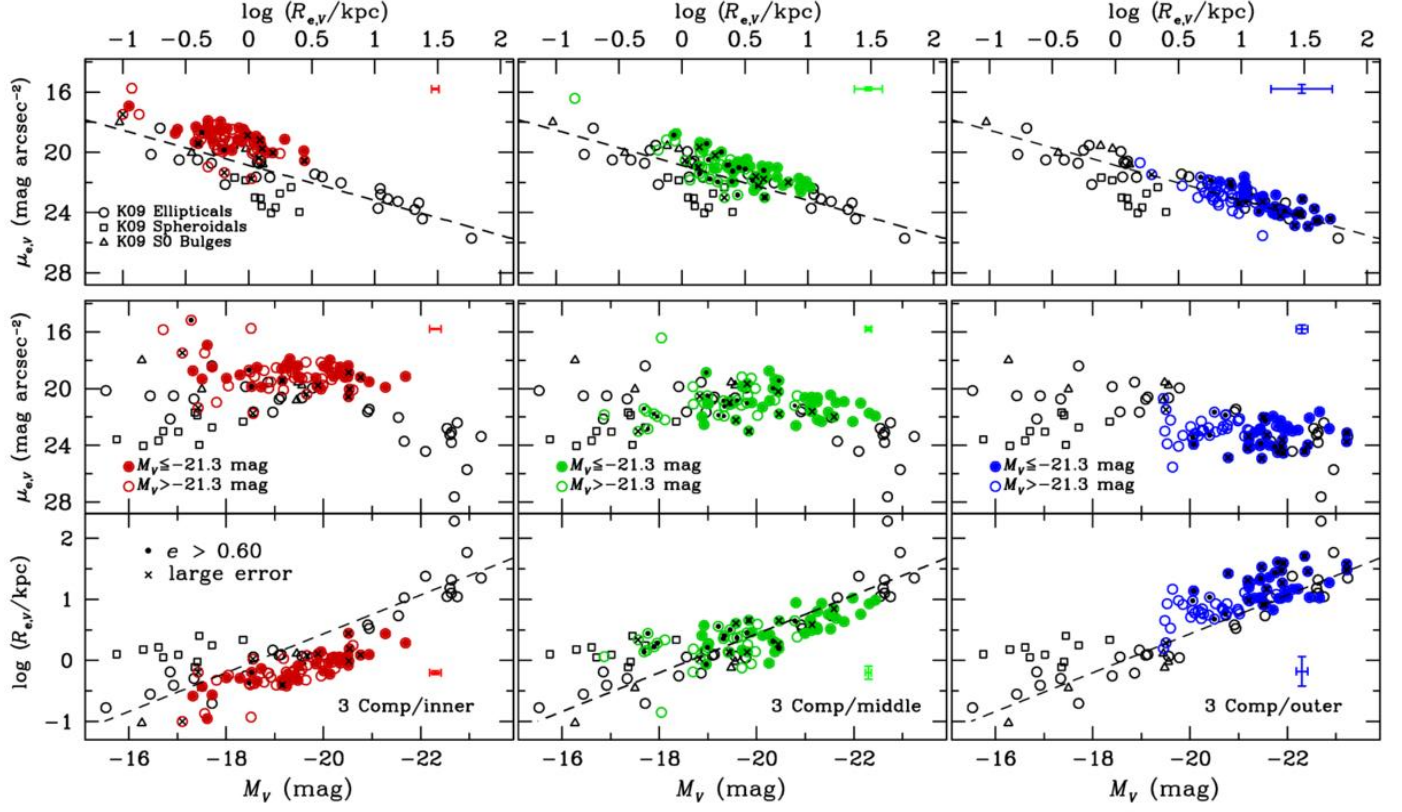 log (R_{e,V}/kpc) log (R_{e,V}/kpc) log (R_{e,V}/kpc)
−1 −0.5 0 0.5 1 1.5 2 −1 −0.5 0 0.5 1 1.5 2 −1 −0.5 0 0.5 1 1.5 2
μ_{e,V} (mag arcsec⁻²)
16
20
24
28
K09 Ellipticals
K09 Spheroidals
K09 S0 Bulges
μ_{e,V} (mag arcsec⁻²)
16
20
24
28
M_V≦−21.3 mag M_V≦−21.3 mag M_V≦−21.3 mag
M_V>−21.3 mag M_V>−21.3 mag M_V>−21.3 mag
log (R_{e,V}/kpc)
2
1
0
−1
e > 0.60
large error
3 Comp/inner 3 Comp/middle 3 Comp/outer
−16 −18 −20 −22 −16 −18 −20 −22 −16 −18 −20 −22
M_V (mag) M_V (mag) M_V (mag)